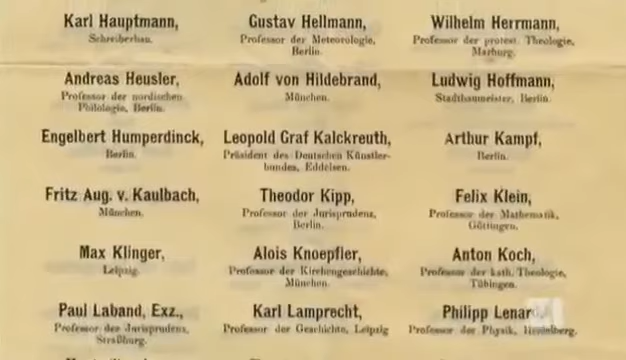 Karl Hauptmann,
Schreiberhau.
Gustav Hellmann,
Professor der Meteorologie,
Berlin.
Wilhelm Herrmann,
Professor der protest. Theologie,
Marburg.
Andreas Heusler,
Professor der nordischen
Philologie, Berlin.
Adolf von Hildebrand,
München.
Ludwig Hoffmann,
Stadtbaumeister, Berlin.
Engelbert Humperdinck,
Berlin.
Leopold Graf Kalckreuth,
Präsident des Deutschen Künstler-
bundes, Eddelsen.
Arthur Kampf,
Berlin.
Fritz Aug. v. Kaulbach,
München.
Theodor Kipp,
Professor der Jurisprudenz,
Berlin.
Felix Klein,
Professor der Mathematik,
Göttingen.
Max Klinger,
Leipzig.
Alois Knoepfler,
Professor der Kirchengeschichte,
München.
Anton Koch,
Professor der kath. Theologie,
Tübingen.
Paul Laband, Exz.,
Professor der Jurisprudenz,
Straßburg.
Karl Lamprecht,
Professor der Geschichte, Leipzig
Philipp Lenard,
Professor der Physik, Heidelberg.